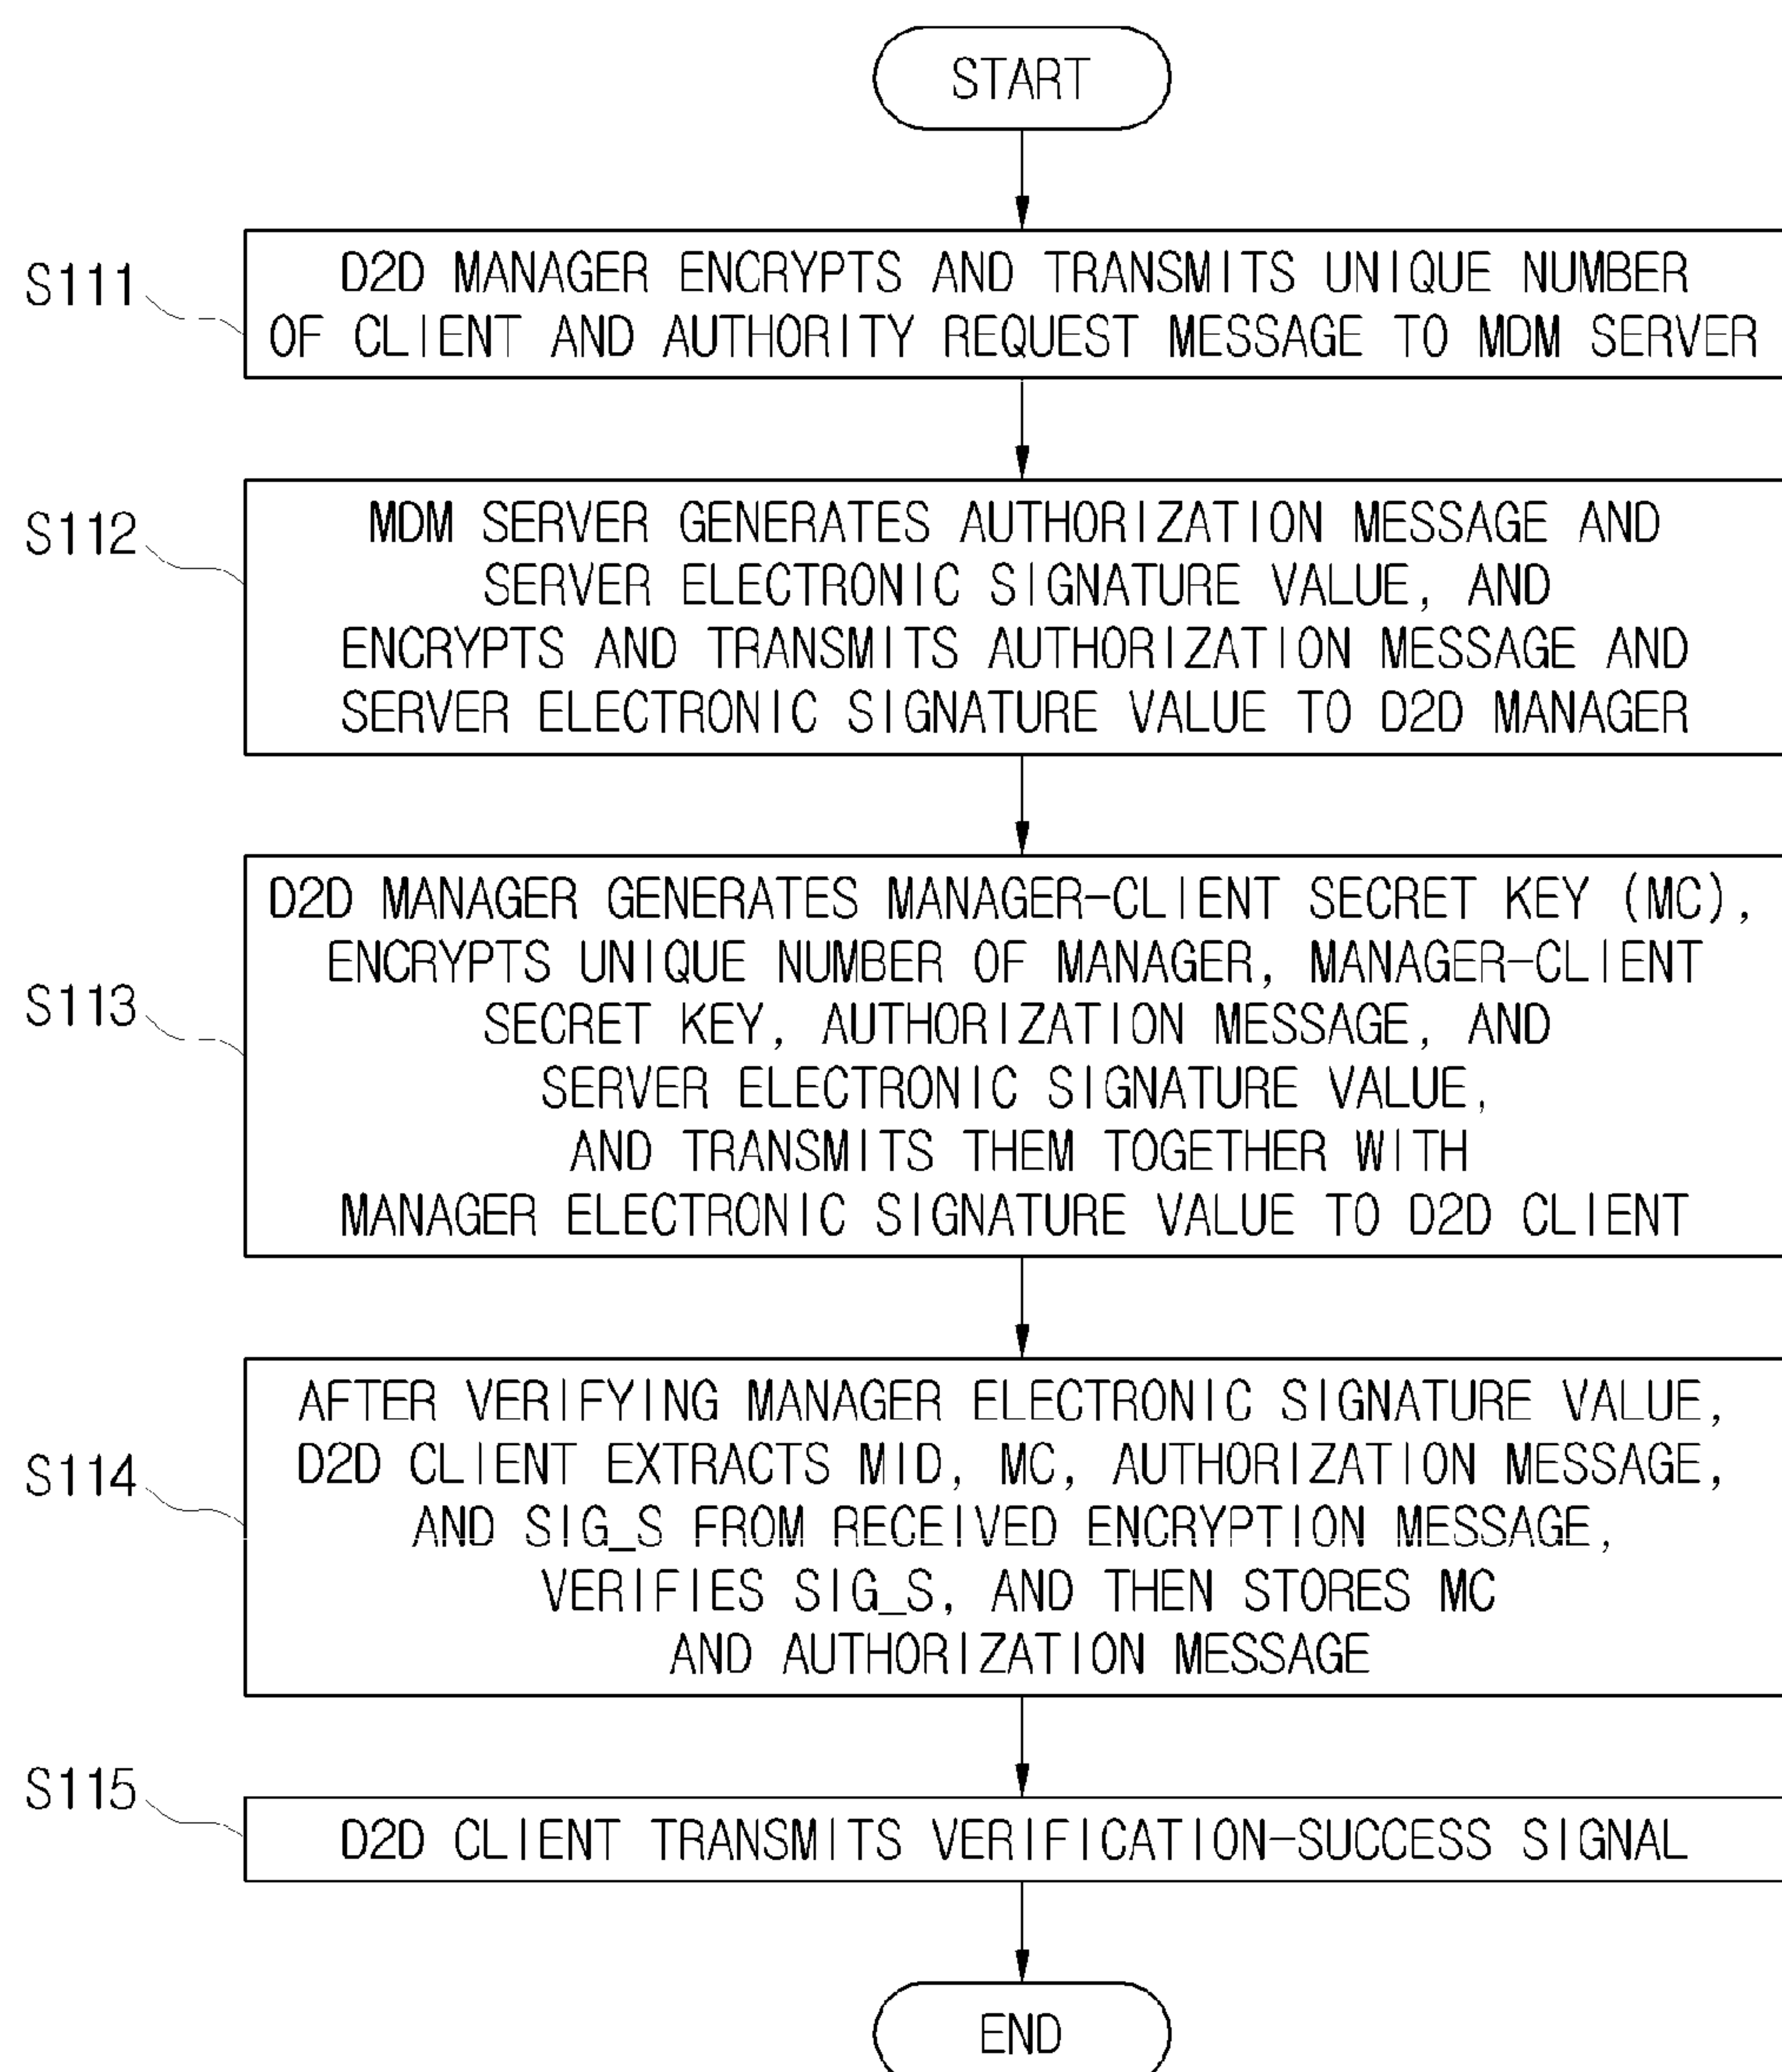 START
S111
D2D MANAGER ENCRYPTS AND TRANSMITS UNIQUE NUMBER
OF CLIENT AND AUTHORITY REQUEST MESSAGE TO MDM SERVER
S112
MDM SERVER GENERATES AUTHORIZATION MESSAGE AND
SERVER ELECTRONIC SIGNATURE VALUE, AND
ENCRYPTS AND TRANSMITS AUTHORIZATION MESSAGE AND
SERVER ELECTRONIC SIGNATURE VALUE TO D2D MANAGER
S113
D2D MANAGER GENERATES MANAGER-CLIENT SECRET KEY (MC),
ENCRYPTS UNIQUE NUMBER OF MANAGER, MANAGER-CLIENT
SECRET KEY, AUTHORIZATION MESSAGE, AND
SERVER ELECTRONIC SIGNATURE VALUE,
AND TRANSMITS THEM TOGETHER WITH
MANAGER ELECTRONIC SIGNATURE VALUE TO D2D CLIENT
S114
AFTER VERIFYING MANAGER ELECTRONIC SIGNATURE VALUE,
D2D CLIENT EXTRACTS MID, MC, AUTHORIZATION MESSAGE,
AND SIG_S FROM RECEIVED ENCRYPTION MESSAGE,
VERIFIES SIG_S, AND THEN STORES MC
AND AUTHORIZATION MESSAGE
S115
D2D CLIENT TRANSMITS VERIFICATION-SUCCESS SIGNAL
END